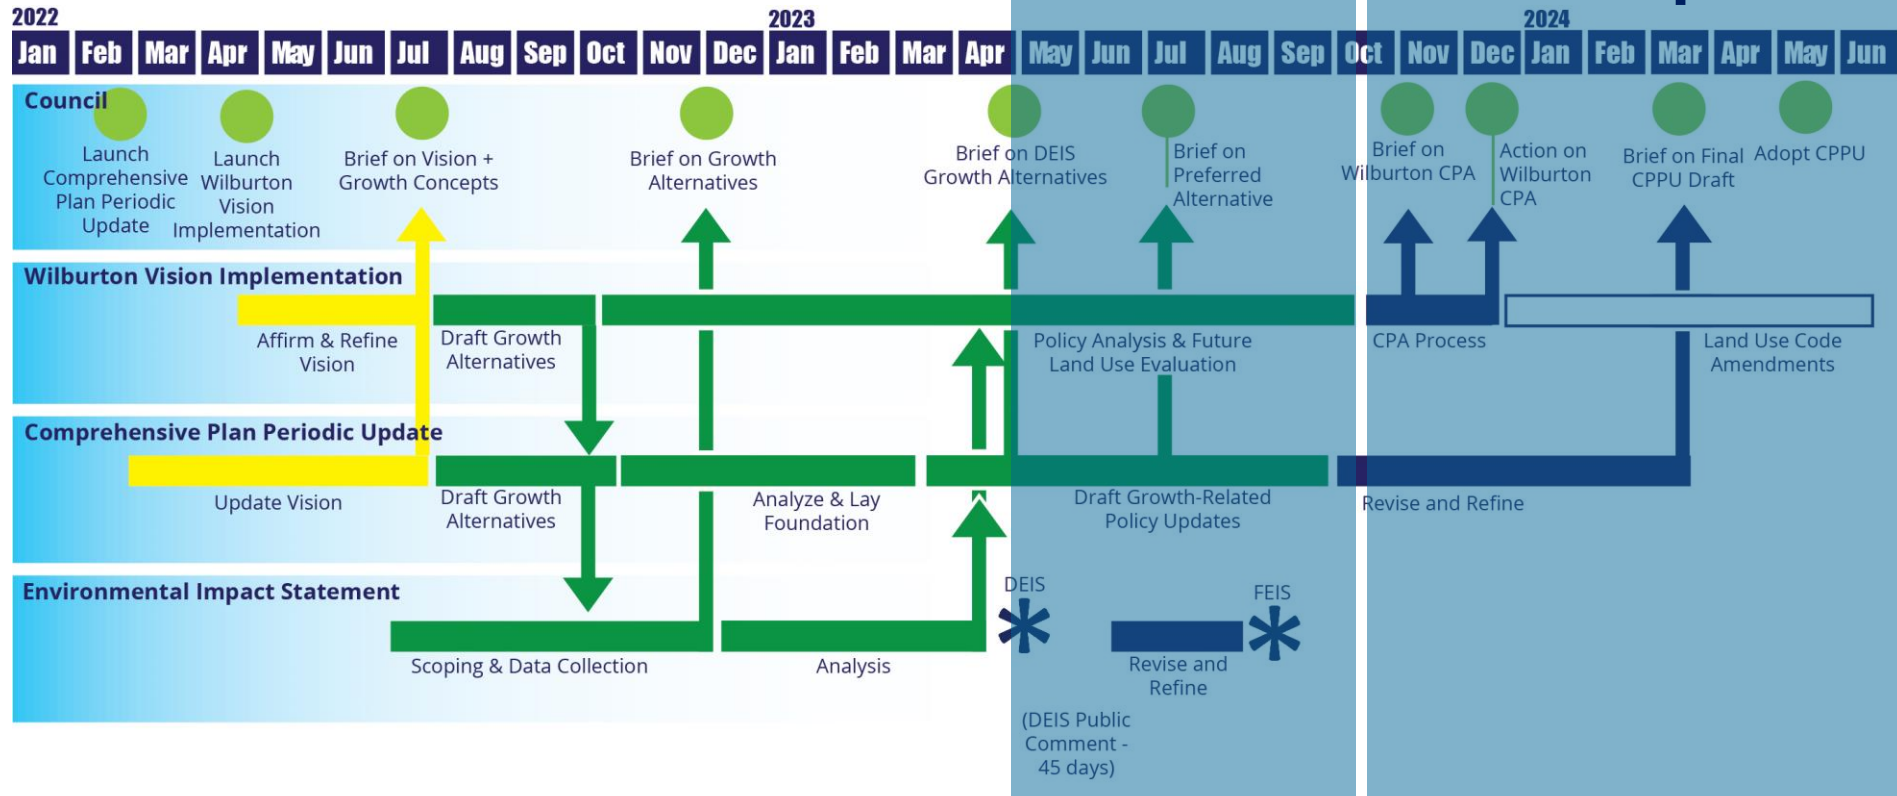 2022
2023
2024
Jan Feb Mar Apr May Jun Jul Aug Sep Oct Nov Dec Jan Feb Mar Apr May Jun Jul Aug Sep Oct Nov Dec Jan Feb Mar Apr May Jun
Council
Launch
Comprehensive
Plan Periodic
Update
Launch
Wilburton
Vision
Implementation
Brief on Vision +
Growth Concepts
Brief on Growth
Alternatives
Brief on DEIS
Growth Alternatives
Brief on
Preferred
Alternative
Brief on
Wilburton CPA
Action on
Wilburton
CPA
Brief on Final
CPPU Draft
Adopt CPPU
Wilburton Vision Implementation
Affirm & Refine
Vision
Draft Growth
Alternatives
Policy Analysis & Future
Land Use Evaluation
CPA Process
Land Use Code
Amendments
Comprehensive Plan Periodic Update
Update Vision
Draft Growth
Alternatives
Analyze & Lay
Foundation
Draft Growth-Related
Policy Updates
Revise and Refine
Environmental Impact Statement
Scoping & Data Collection
Analysis
DEIS
Revise and
Refine
FEIS
(DEIS Public
Comment -
45 days)